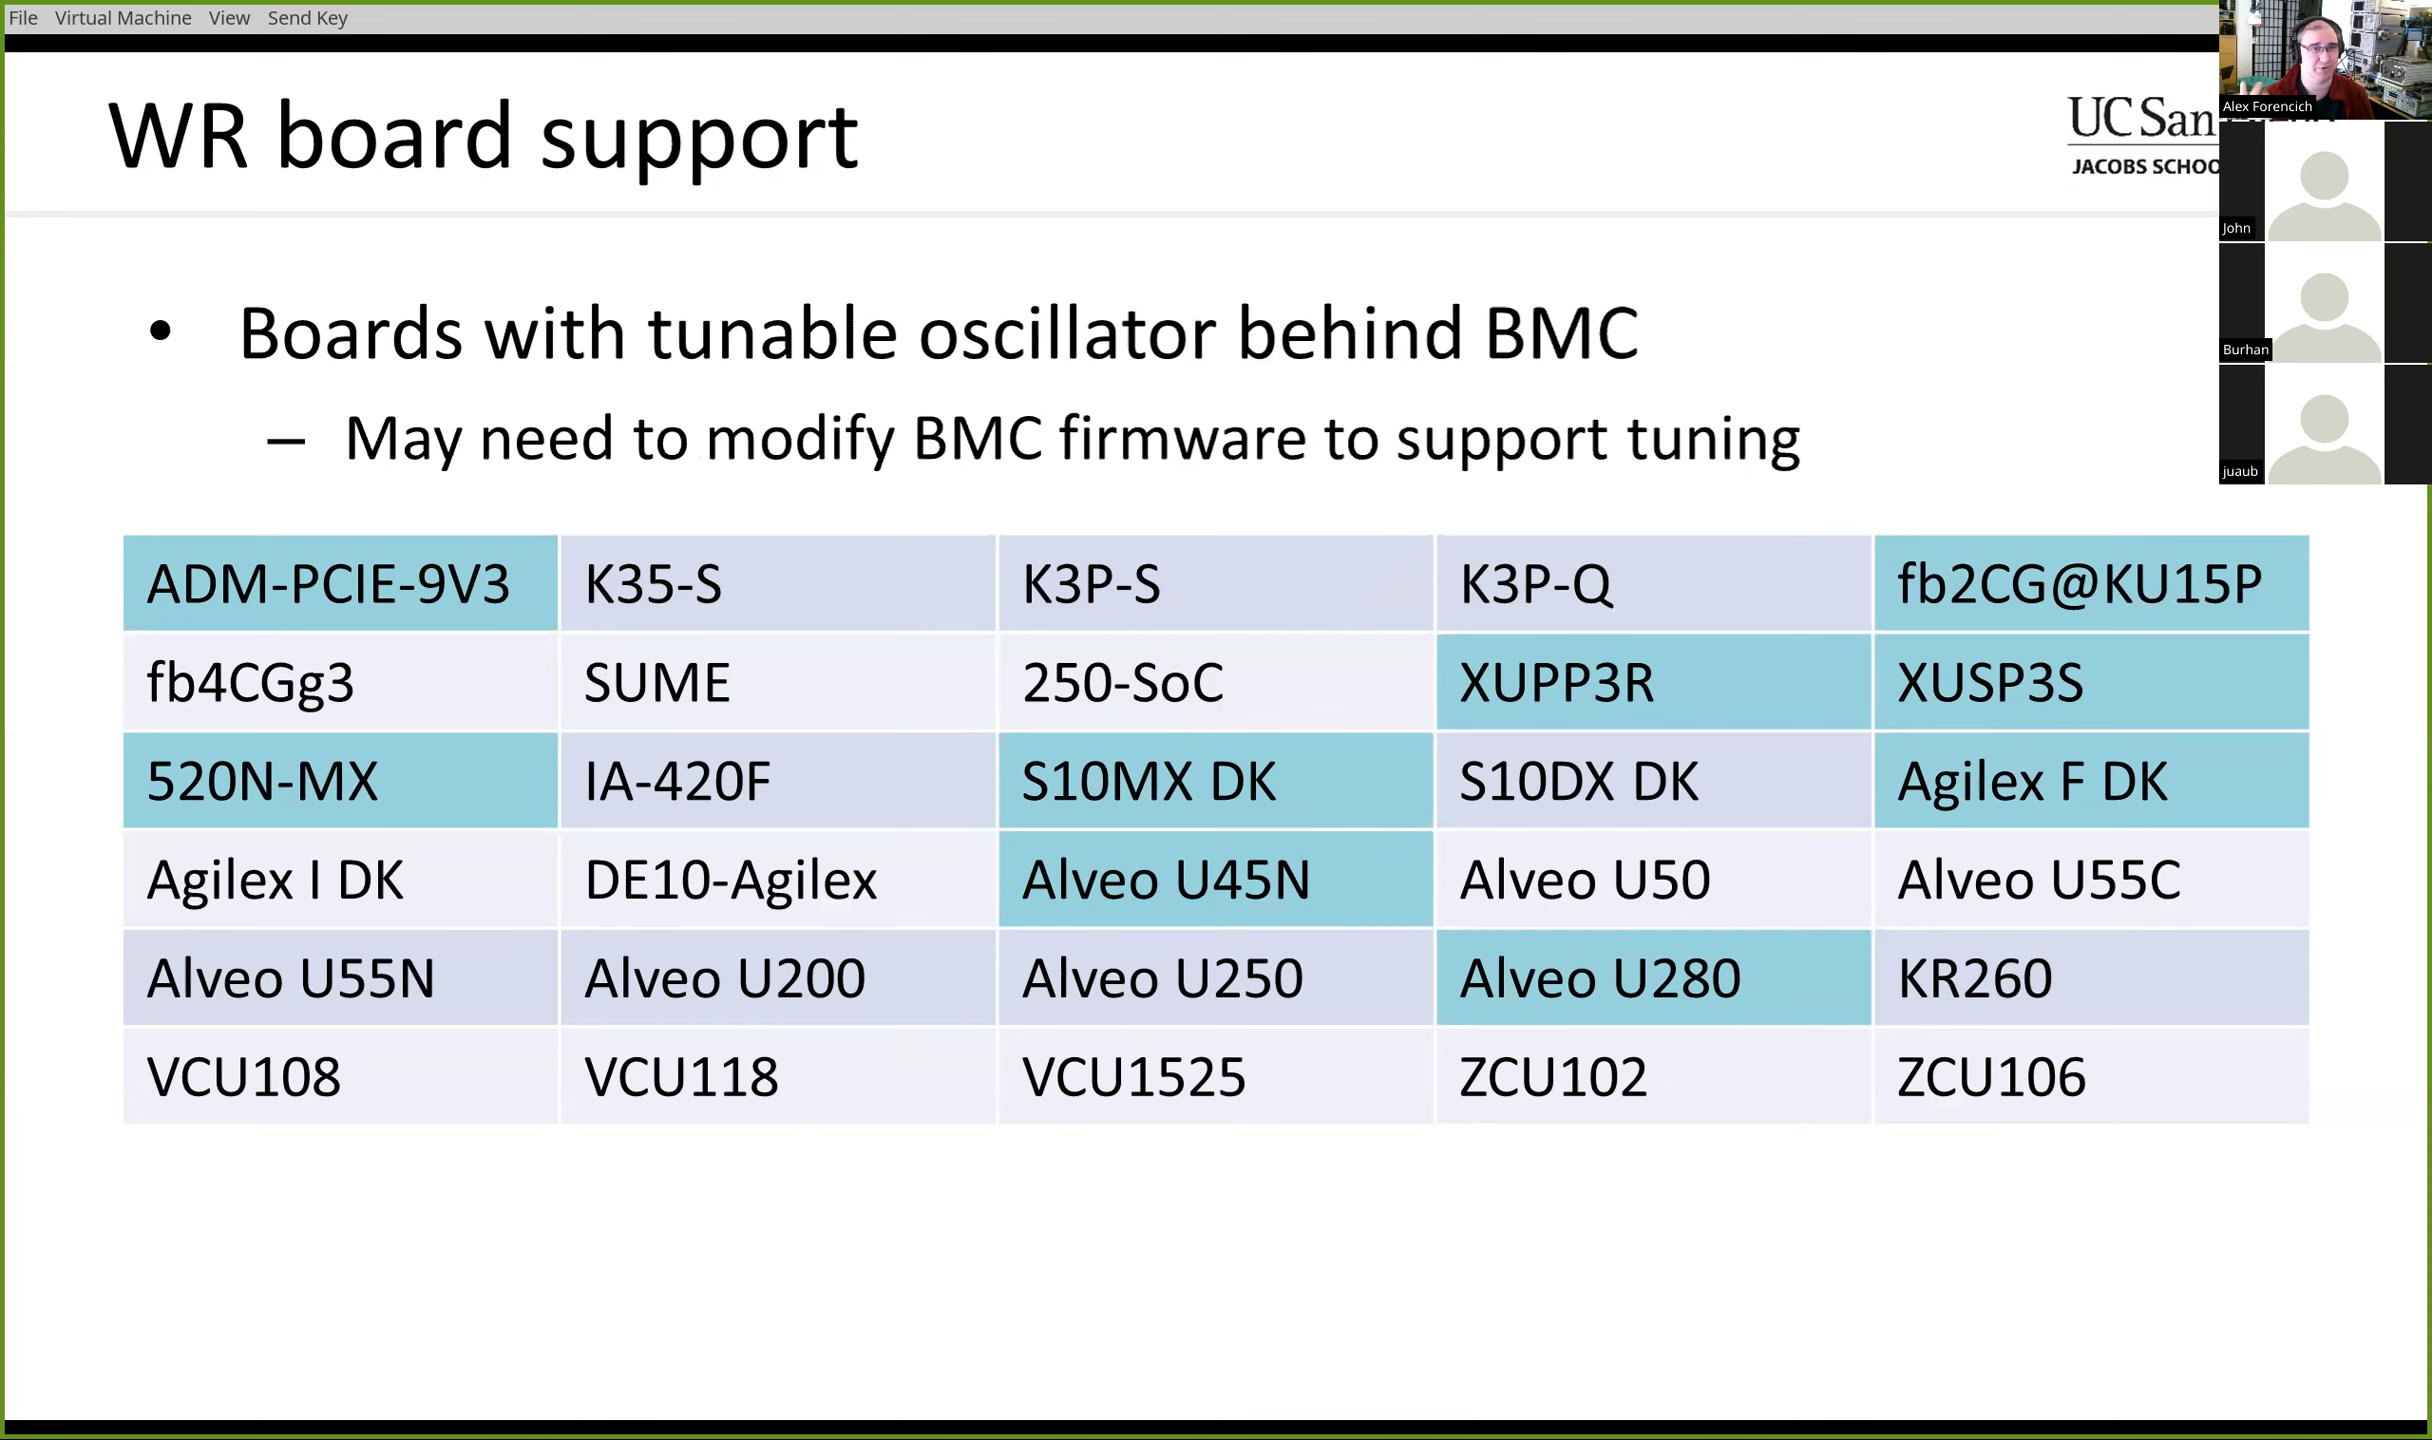 File Virtual Machine View Send Key
WR board support
UC San
JACOBS SCHOO
Alex Forencich
John
Burhan
juaub
• Boards with tunable oscillator behind BMC
– May need to modify BMC firmware to support tuning
ADM-PCIE-9V3 K35-S K3P-S K3P-Q fb2CG@KU15P
fb4CGg3 SUME 250-SoC XUPP3R XUSP3S
520N-MX IA-420F S10MX DK S10DX DK Agilex F DK
Agilex I DK DE10-Agilex Alveo U45N Alveo U50 Alveo U55C
Alveo U55N Alveo U200 Alveo U250 Alveo U280 KR260
VCU108 VCU118 VCU1525 ZCU102 ZCU106